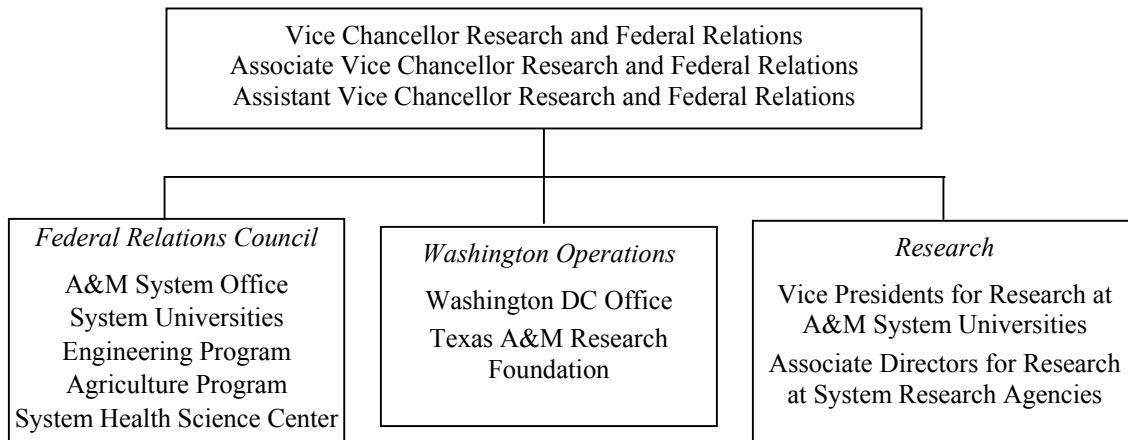 Vice Chancellor Research and Federal Relations
Associate Vice Chancellor Research and Federal Relations
Assistant Vice Chancellor Research and Federal Relations
Federal Relations Council
A&M System Office
System Universities
Engineering Program
Agriculture Program
System Health Science Center
Washington Operations
Washington DC Office
Texas A&M Research
Foundation
Research
Vice Presidents for Research at
A&M System Universities
Associate Directors for Research
at System Research Agencies